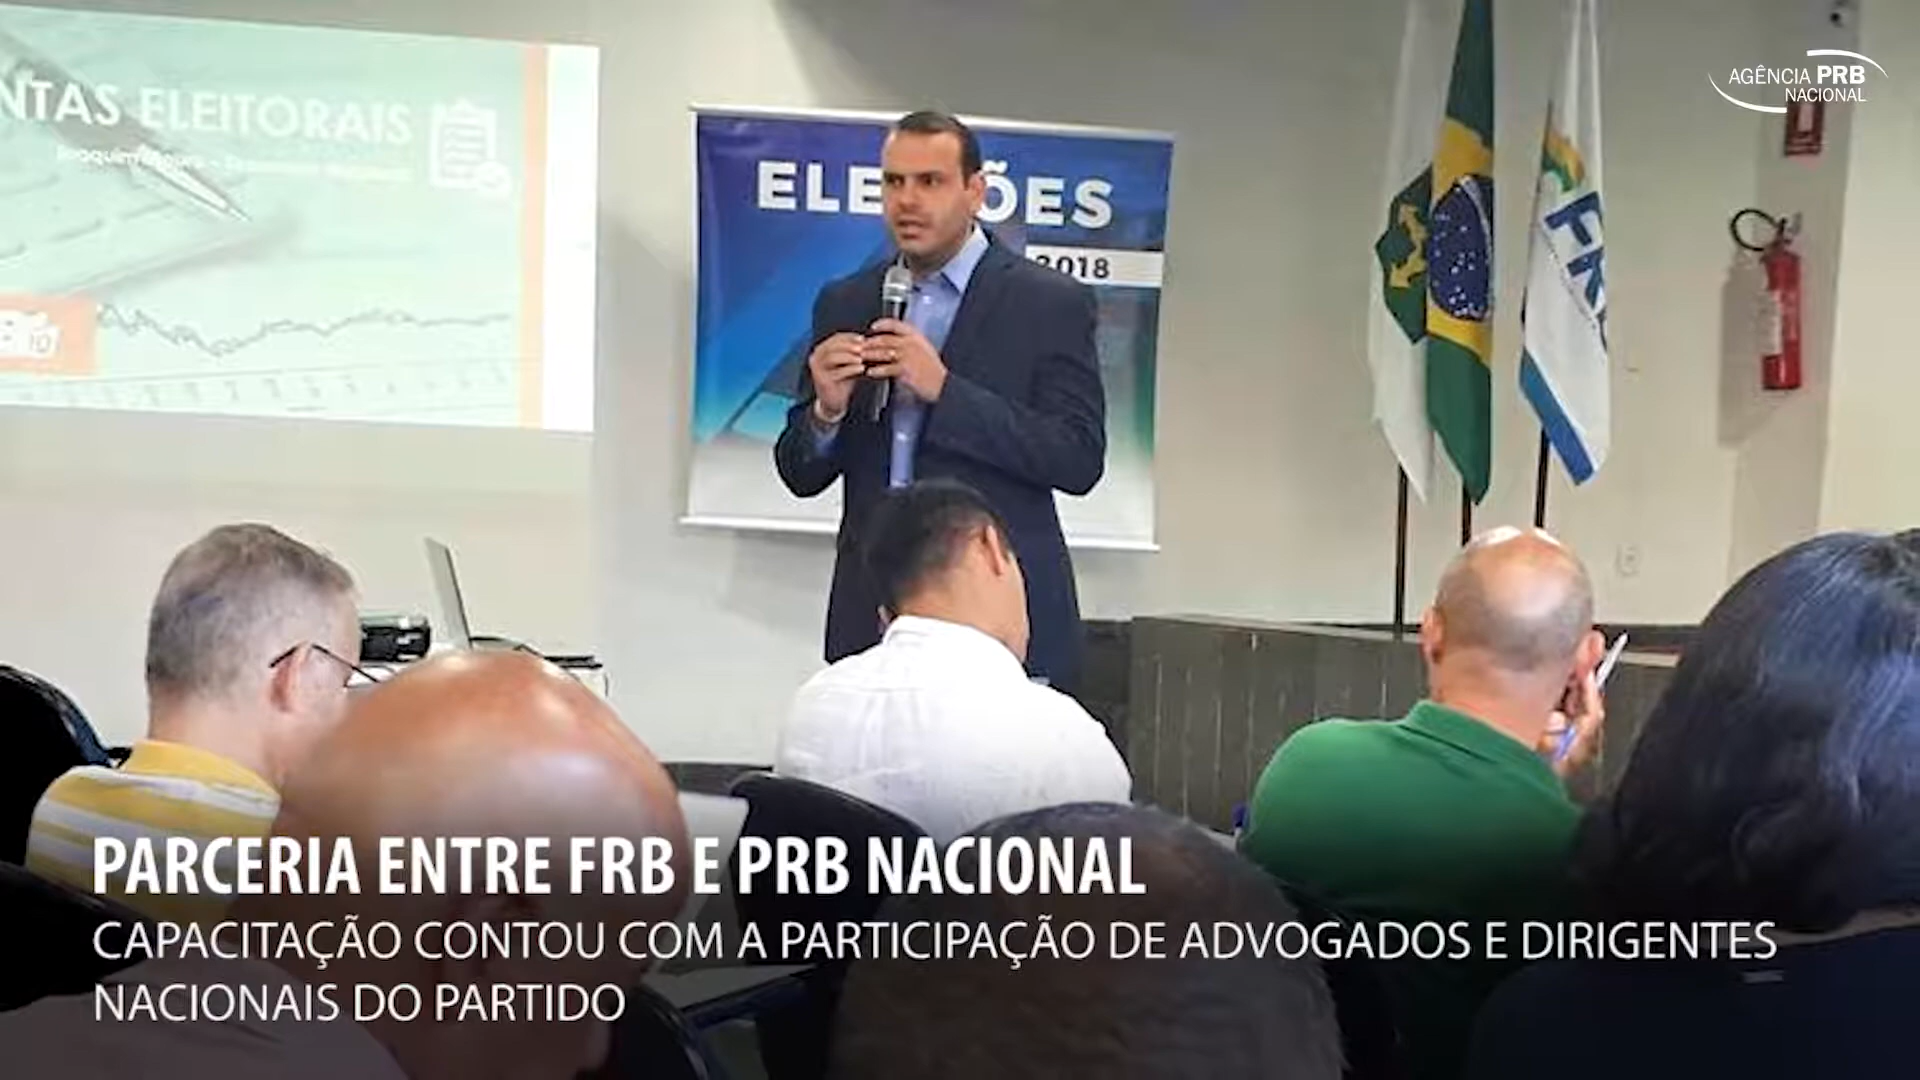 AGÊNCIA PRB
NACIONAL
NTAS ELEITORAIS
ELE ÕES
2018
10
PARCERIA ENTRE FRB E PRB NACIONAL
CAPACITAÇÃO CONTOU COM A PARTICIPAÇÃO DE ADVOGADOS E DIRIGENTES
NACIONAIS DO PARTIDO